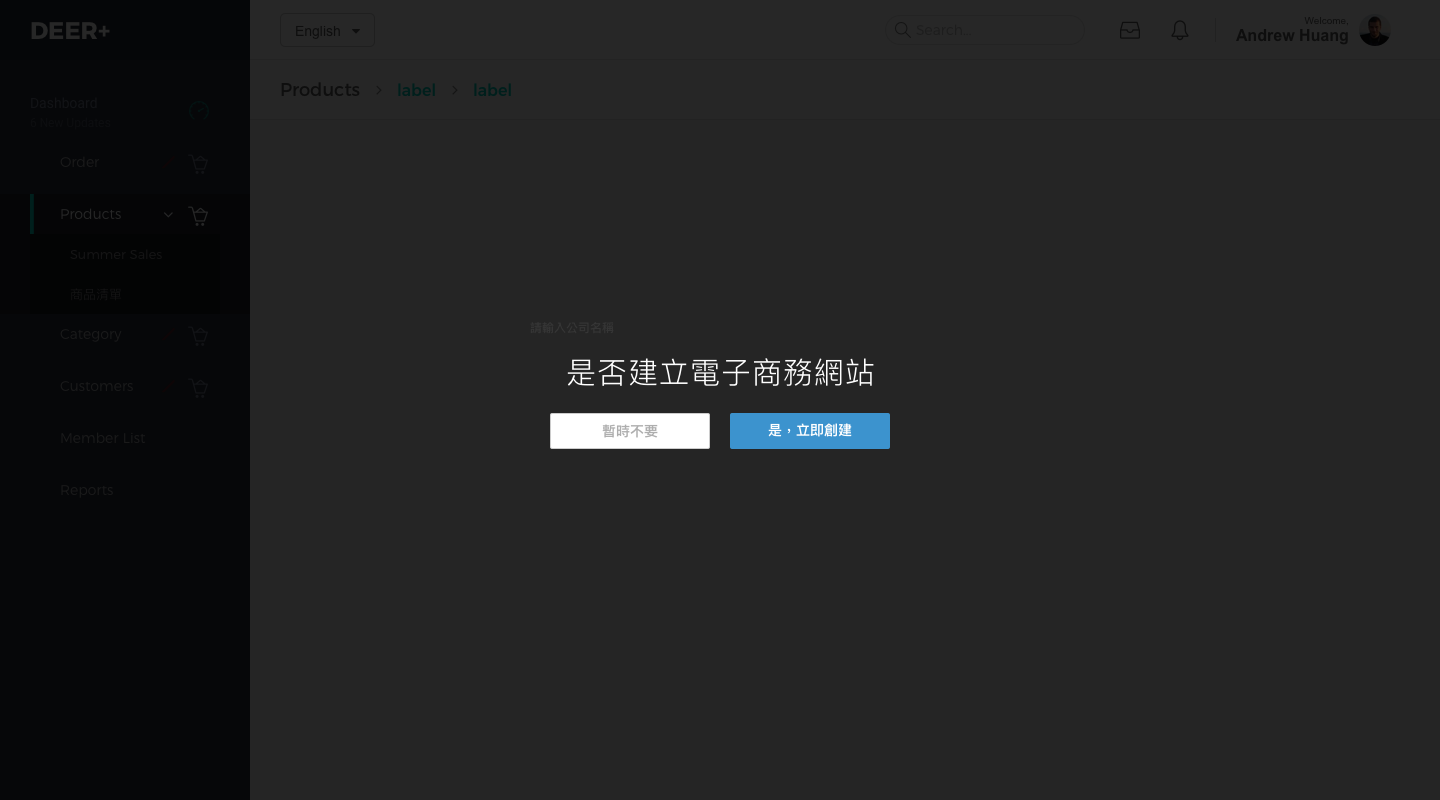 DEER+
English
Search..
Welcome,
Andrew Huang
Products > label > label
Dashboard
Order
Products
Summer Sales
商品清單
Category
Customers
Member List
Reports
請輸入公司名稱
是否建立電子商務網站
暫時不要
是，立即創建